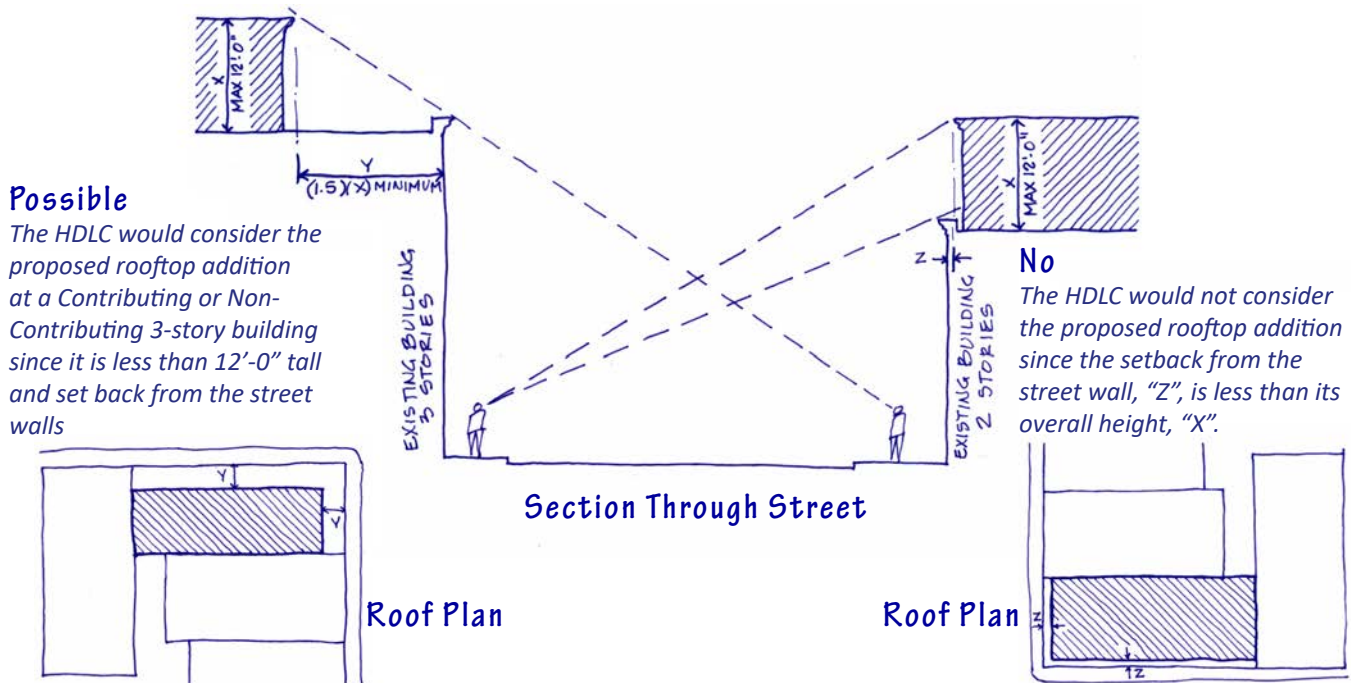 X
MAX 12'-0"
Y
(1.5)(X) MINIMUM
Possible
The HDLC would consider the
proposed rooftop addition
at a Contributing or Non-
Contributing 3-story building
since it is less than 12'-0" tall
and set back from the street
walls
EXISTING BUILDING
3 STORIES
X
MAX 12'-0"
Z
EXISTING BUILDING
2 STORIES
No
The HDLC would not consider
the proposed rooftop addition
since the setback from the
street wall, "Z", is less than its
overall height, "X".
Section Through Street
Y
Y
Roof Plan
Roof Plan
Z
Z